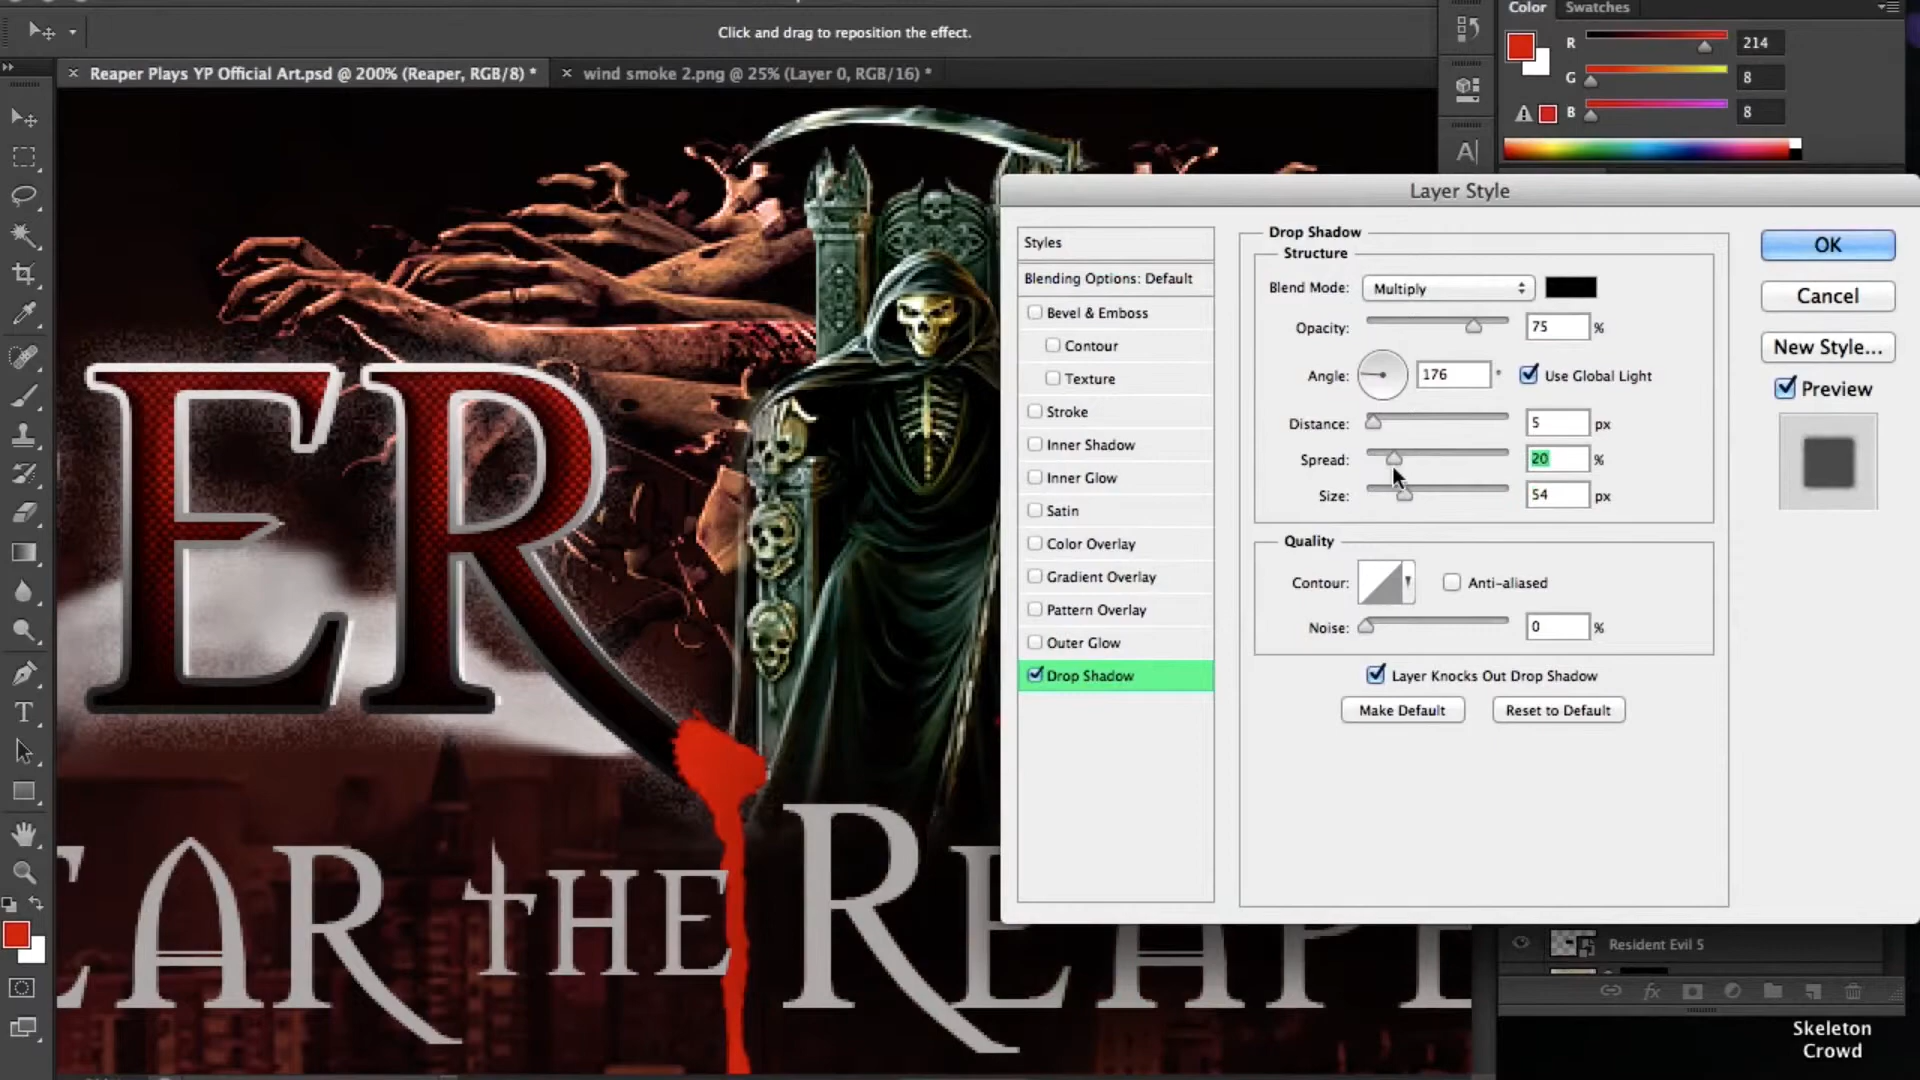 Click and drag to reposition the effect.
Color Swatches
R 214
G 8
B 8
× Reaper Plays YP Official Art.psd @ 200% (Reaper, RGB/8) * × wind smoke 2.png @ 25% (Layer 0, RGB/16) *
A|
Layer Style
Styles
Blending Options: Default
Bevel & Emboss
Contour
Texture
Stroke
Inner Shadow
Inner Glow
Satin
Color Overlay
Gradient Overlay
Pattern Overlay
Outer Glow
Drop Shadow
Drop Shadow
Structure
Blend Mode: Multiply
Opacity: 75 %
Angle: 176 ° Use Global Light
Distance: 5 px
Spread: 20 %
Size: 54 px
Quality
Contour: Anti-aliased
Noise: 0 %
Layer Knocks Out Drop Shadow
Make Default Reset to Default
OK
Cancel
New Style...
Preview
ER
EAR THE REAPE
T
Resident Evil 5
fx
Skeleton
Crowd